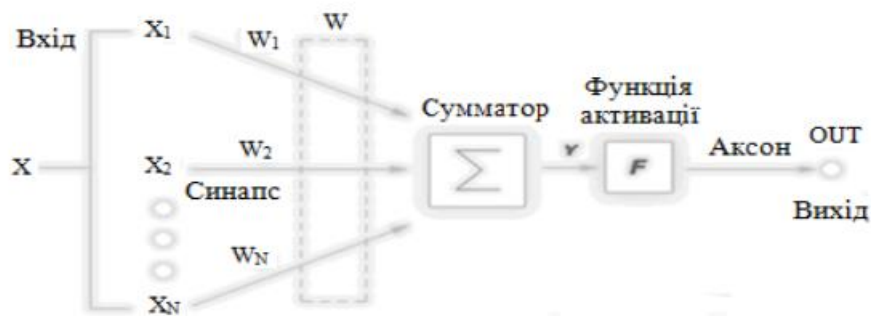 Вхід
X
X1
X2
XN
W1
W2
WN
W
Синапс
Сумматор
Σ
Y
Функція
активації
F
Аксон
OUT
Вихід